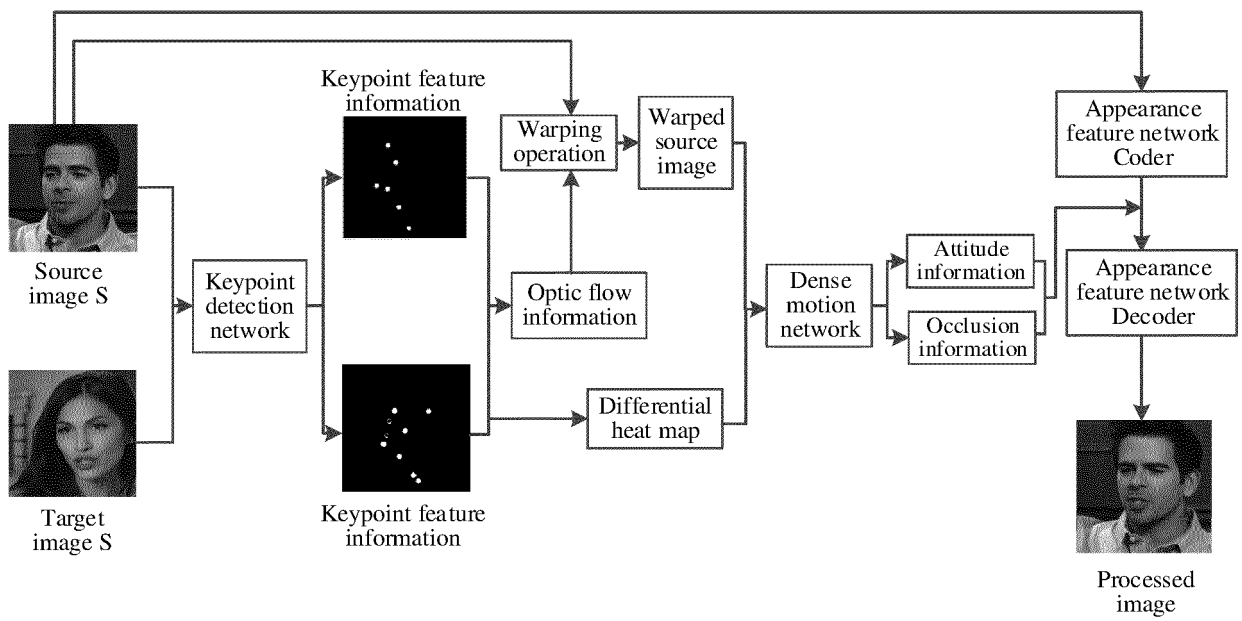 Keypoint feature
information
Warping
operation
Warped
source
image
Appearance
feature network
Coder
Source
image S
Keypoint
detection
network
Optic flow
information
Dense
motion
network
Attitude
information
Occlusion
information
Appearance
feature network
Decoder
Differential
heat map
Target
image S
Keypoint feature
information
Processed
image